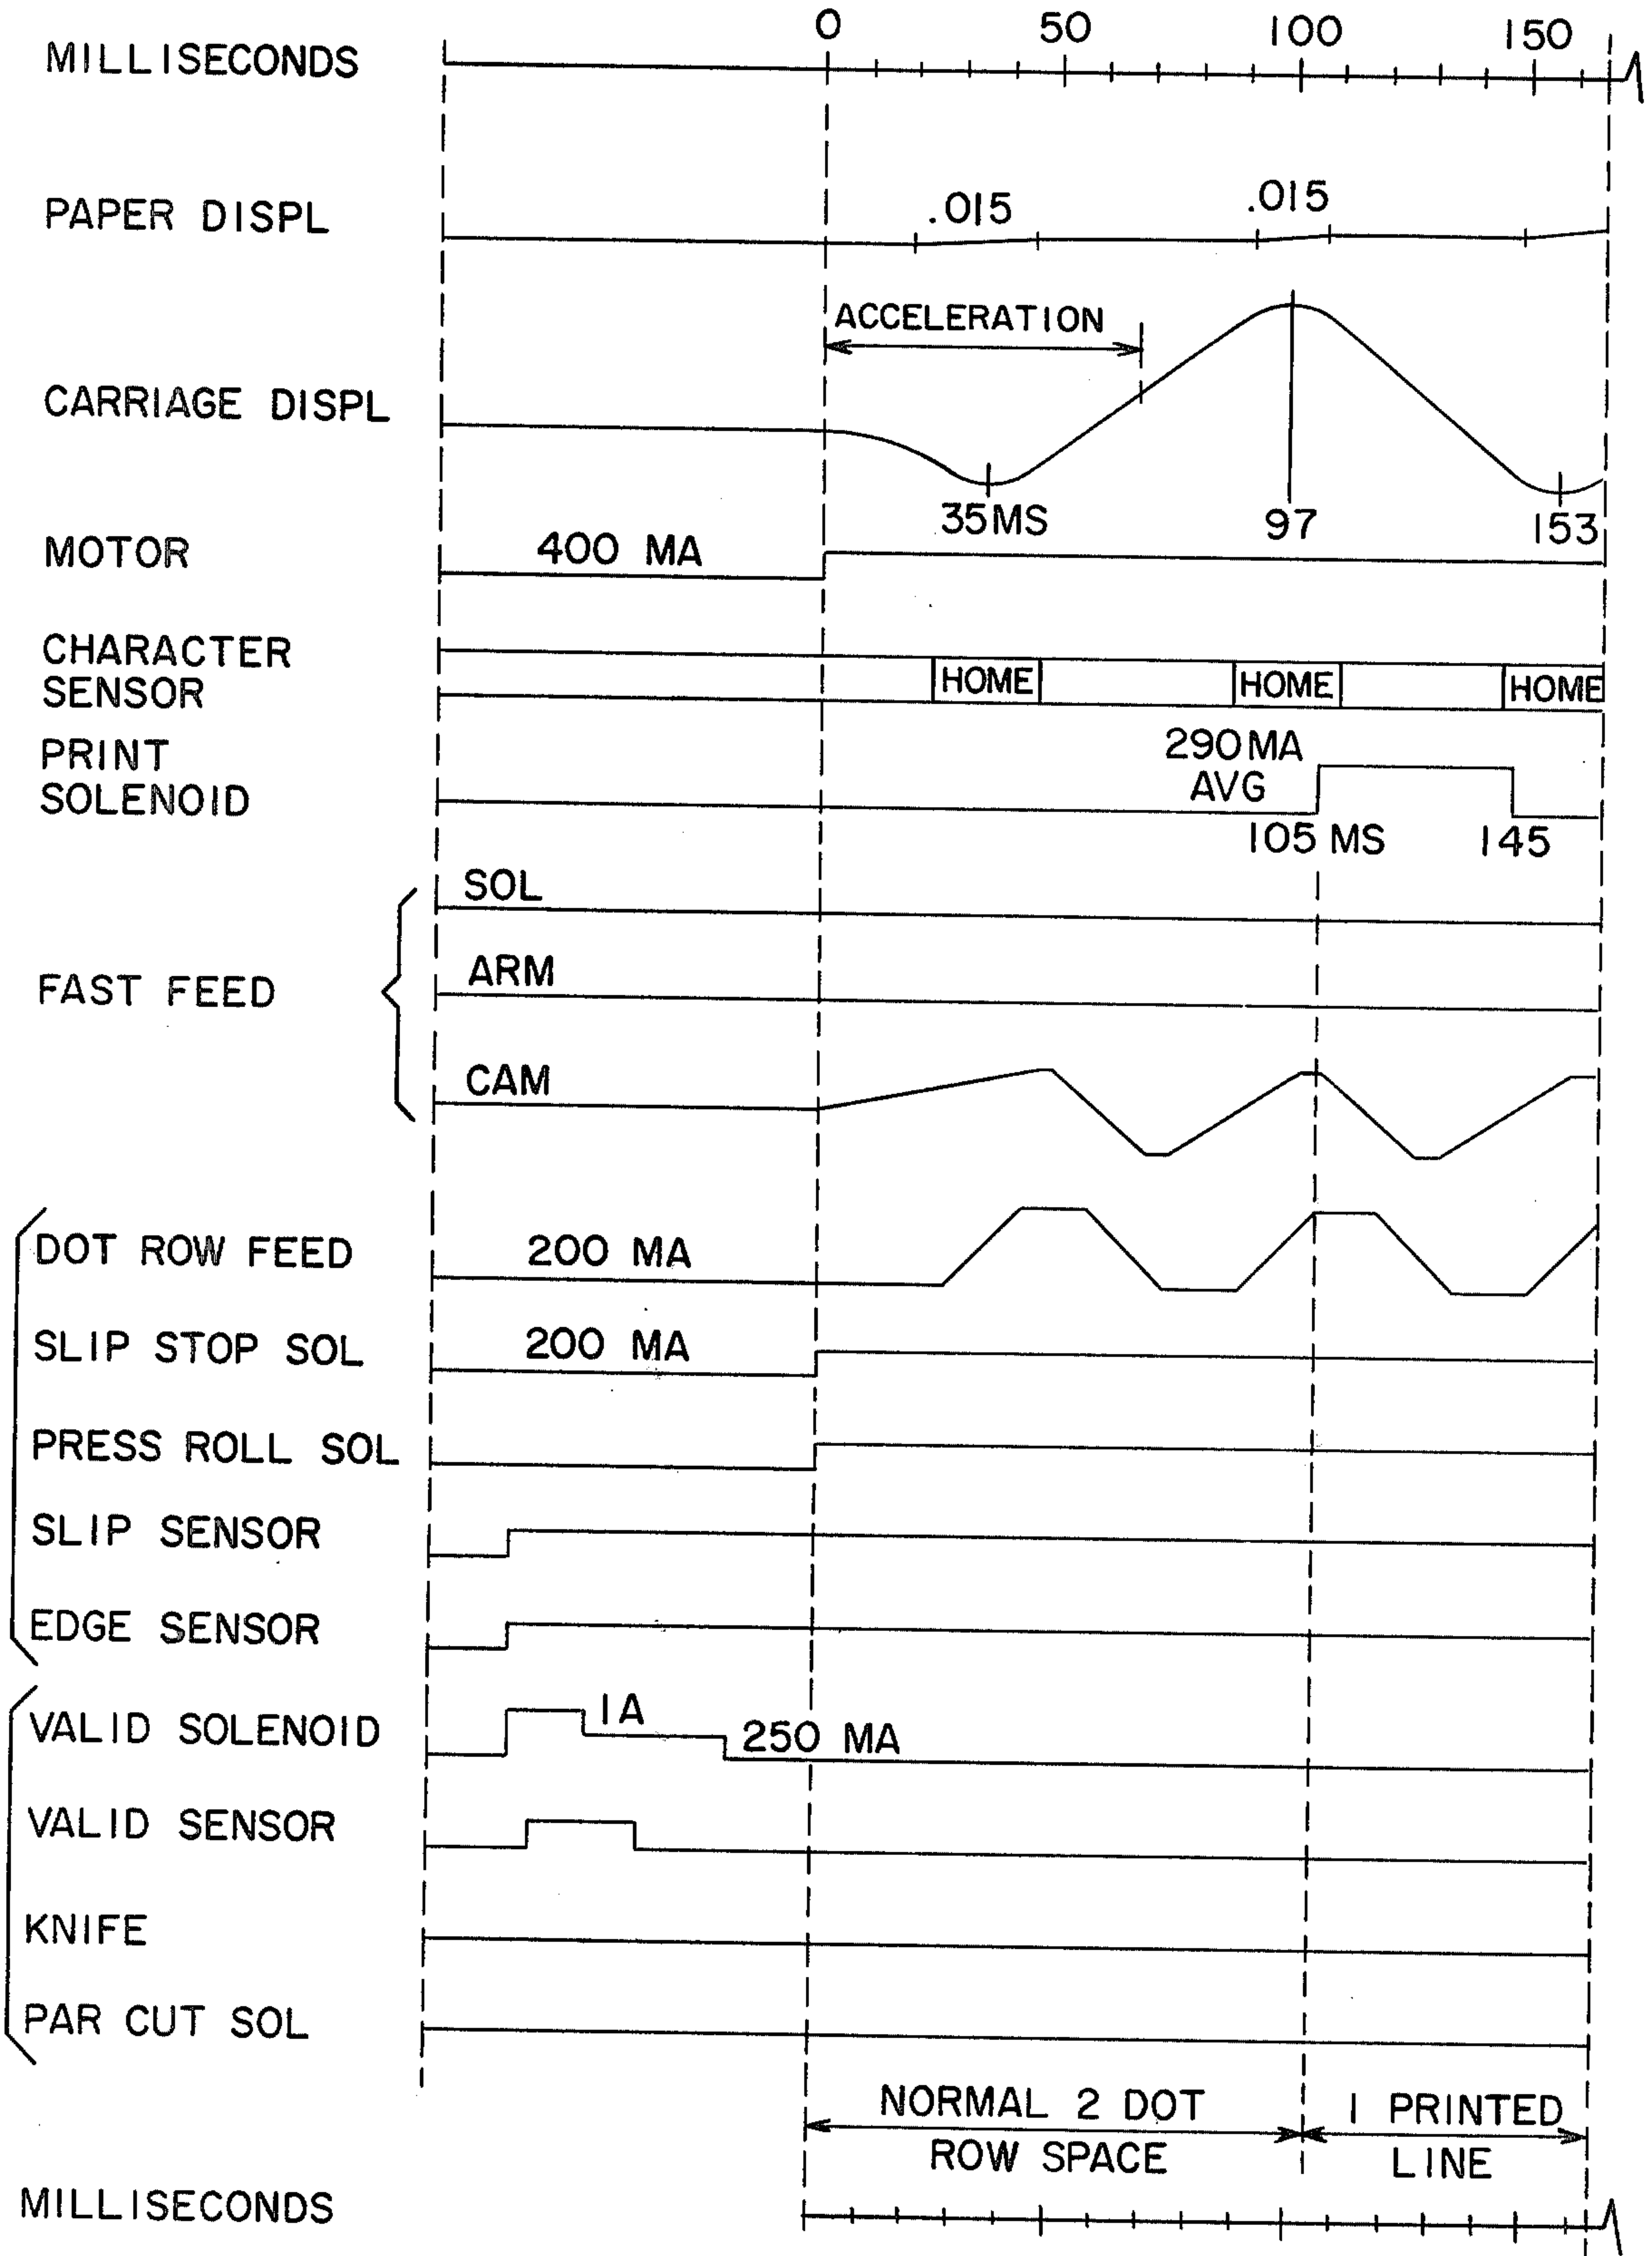 0 50 100 150
MILLISECONDS
.015 .015
PAPER DISPL
ACCELERATION
CARRIAGE DISPL
35MS 97 153
MOTOR 400 MA
CHARACTER
SENSOR
HOME HOME HOME
PRINT
SOLENOID
290MA
AVG
105 MS 145
SOL
ARM
FAST FEED
CAM
DOT ROW FEED 200 MA
SLIP STOP SOL 200 MA
PRESS ROLL SOL
SLIP SENSOR
EDGE SENSOR
VALID SOLENOID 1A 250 MA
VALID SENSOR
KNIFE
PAR CUT SOL
NORMAL 2 DOT
ROW SPACE
1 PRINTED
LINE
MILLISECONDS